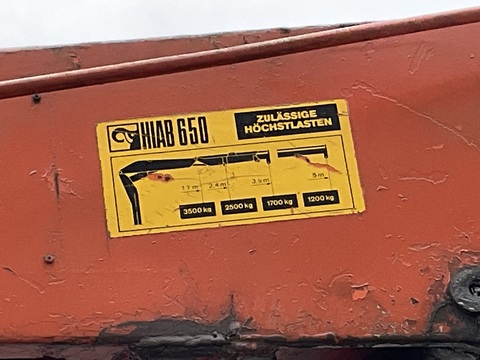 HIAB 650
ZULÄSSIGE
HÖCHSTLASTEN
1.7 m 2.4 m 3.5 m 5 m
3500 kg 2500 kg 1700 kg 1200 kg